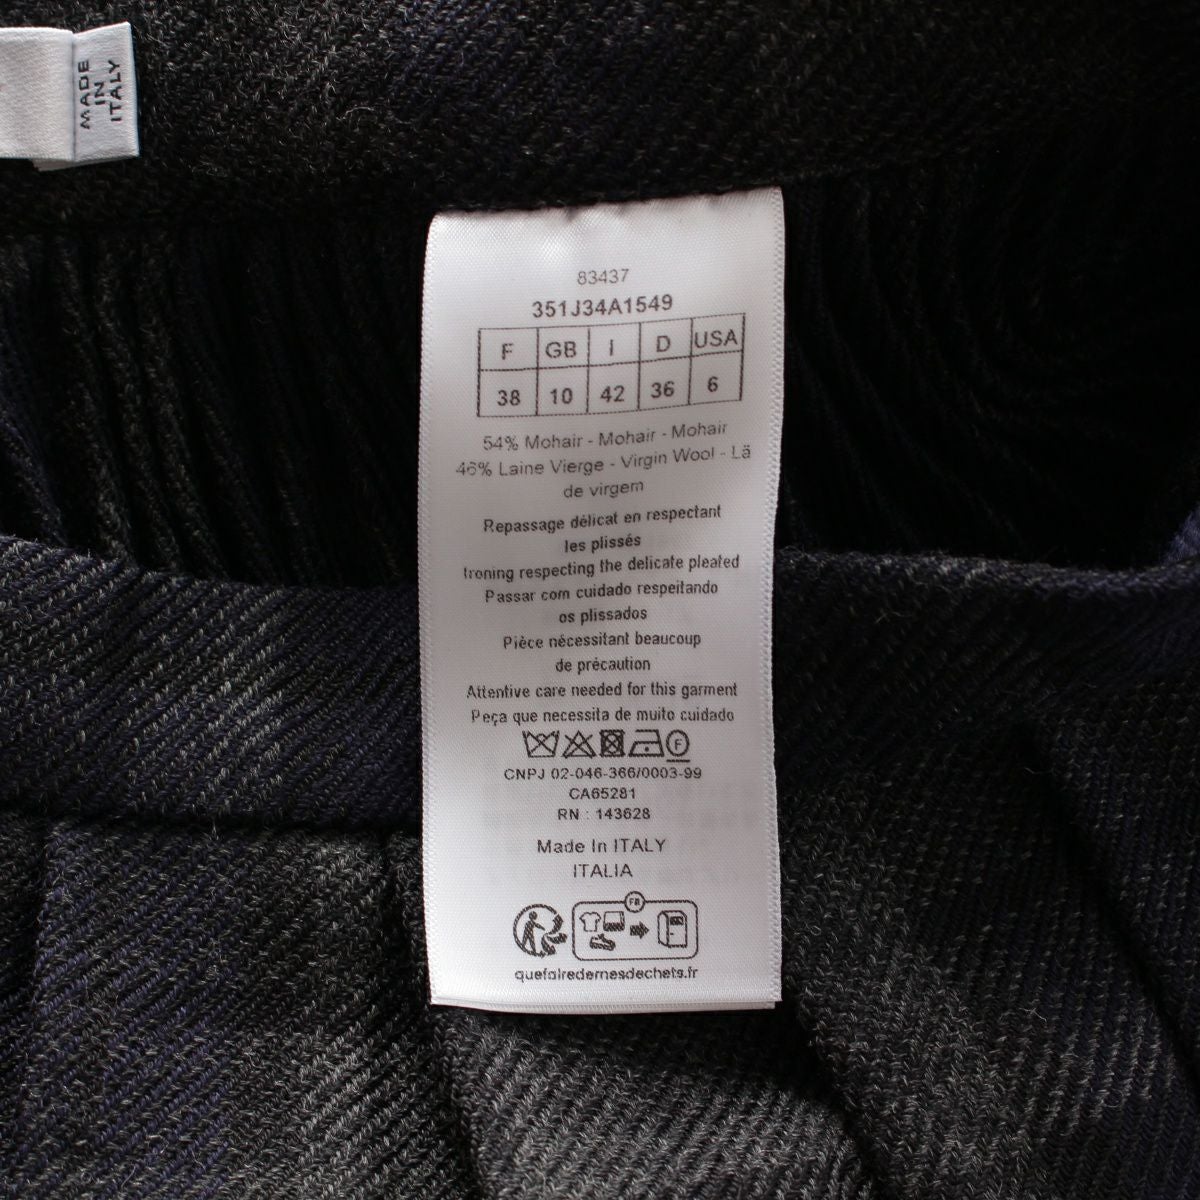 MADE
IN
ITALY
83437
351J34A1549
F GB I D USA
38 10 42 36 6
54% Mohair - Mohair - Mohair
46% Laine Vierge - Virgin Wool - Lã
de virgem
Repassage délicat en respectant
les plissés
Ironing respecting the delicate pleated
Passar com cuidado respeitando
os plissados
Pièce nécessitant beaucoup
de précaution
Attentive care needed for this garment
Peça que necessita de muito cuidado
F
CNPJ 02-046-366/0003-99
CA65281
RN : 143628
Made In ITALY
ITALIA
FR
quefairedemesdechets.fr